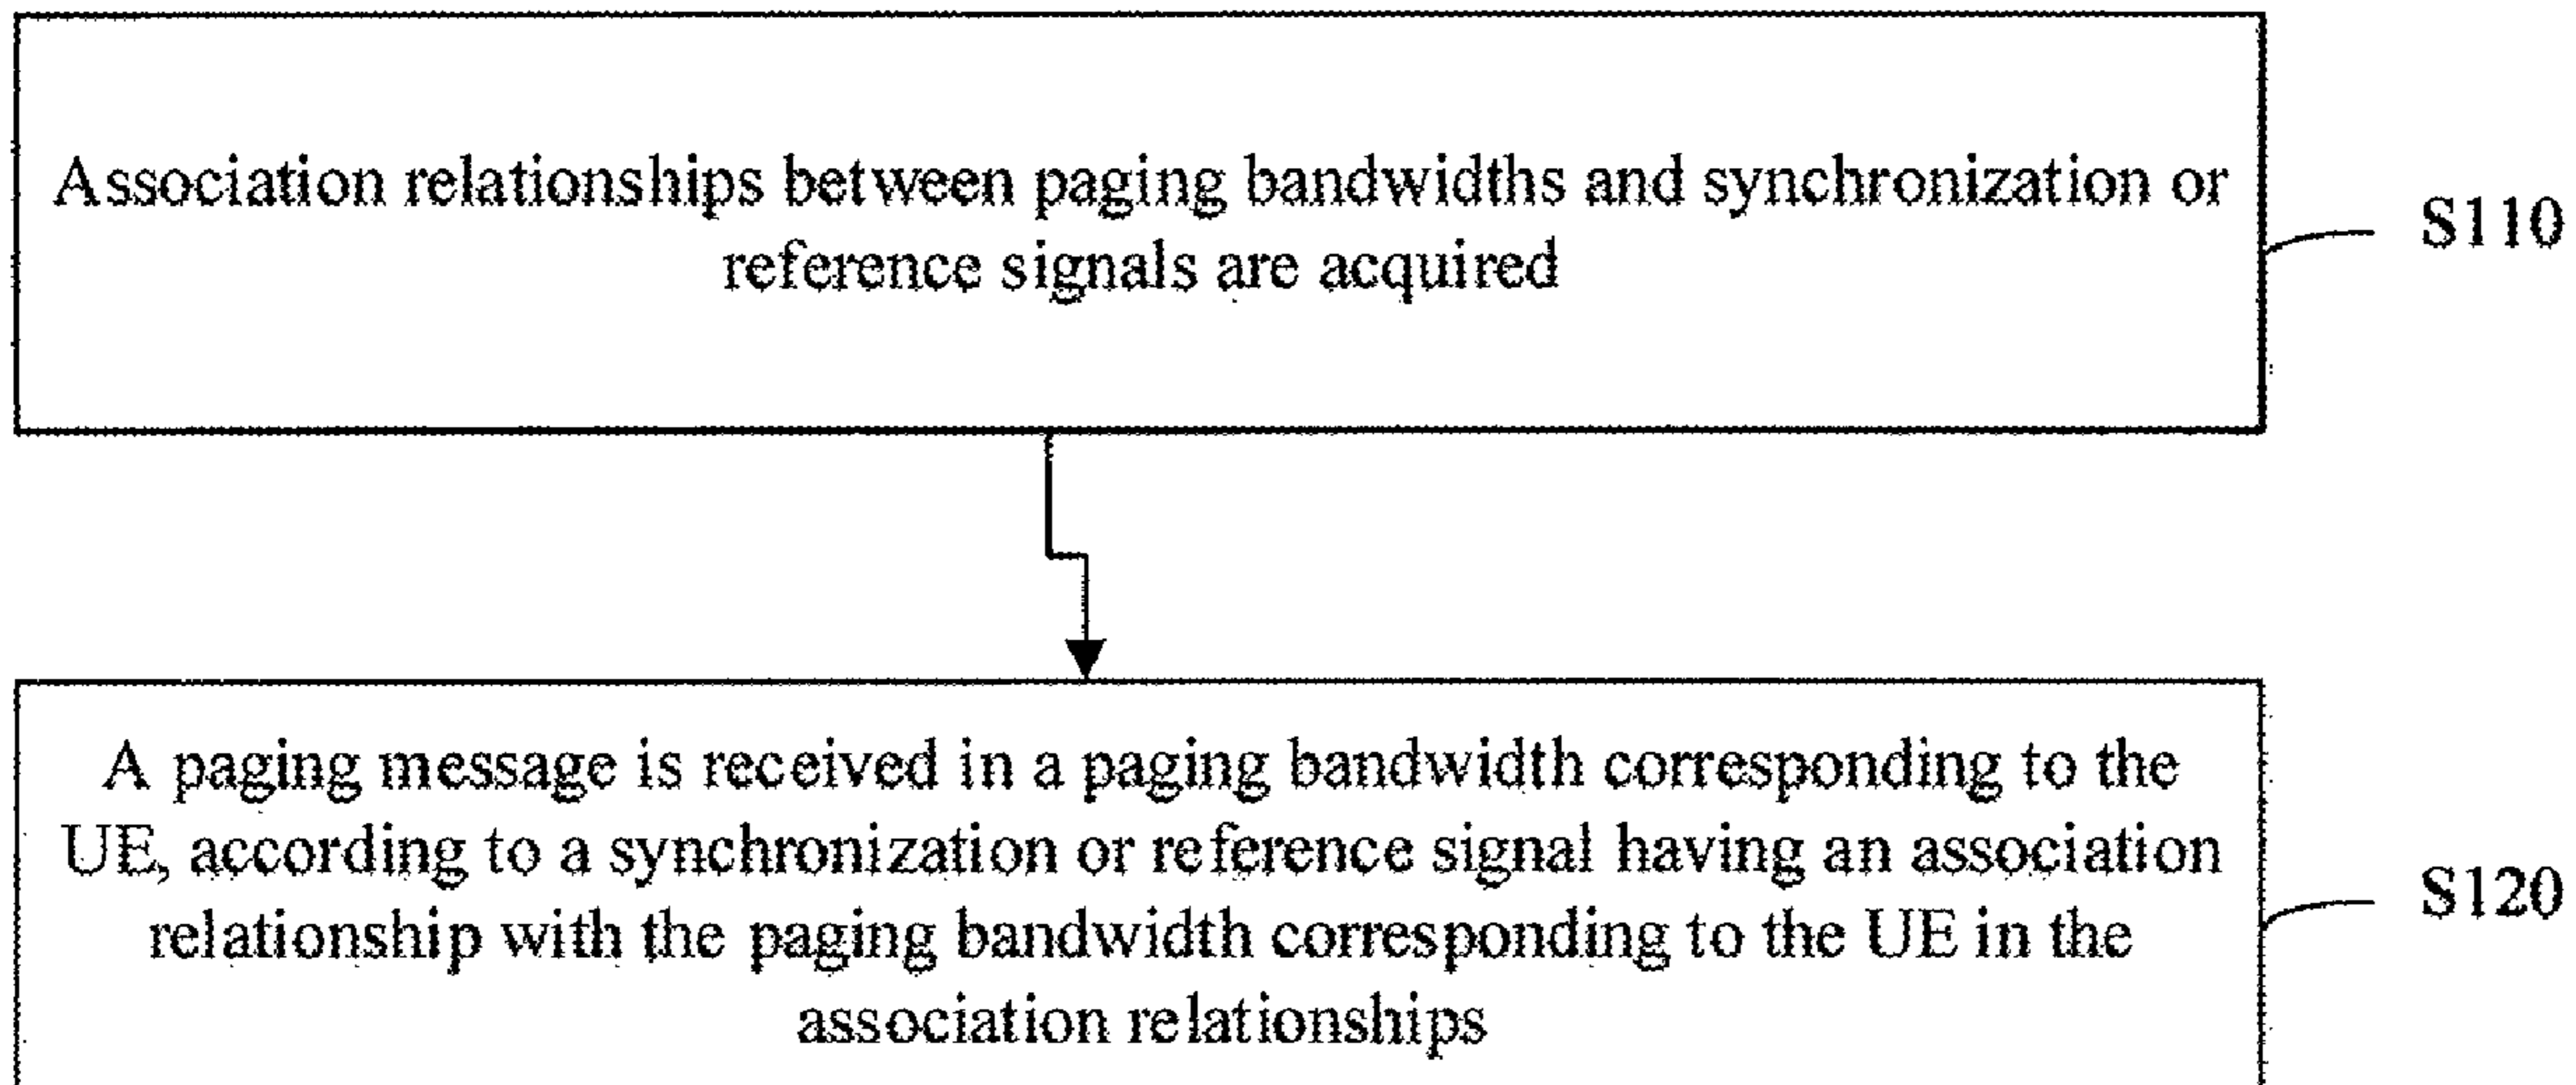 Association relationships between paging bandwidths and synchronization or
reference signals are acquired
S110
A paging message is received in a paging bandwidth corresponding to the
UE, according to a synchronization or reference signal having an association
relationship with the paging bandwidth corresponding to the UE in the
association relationships
S120